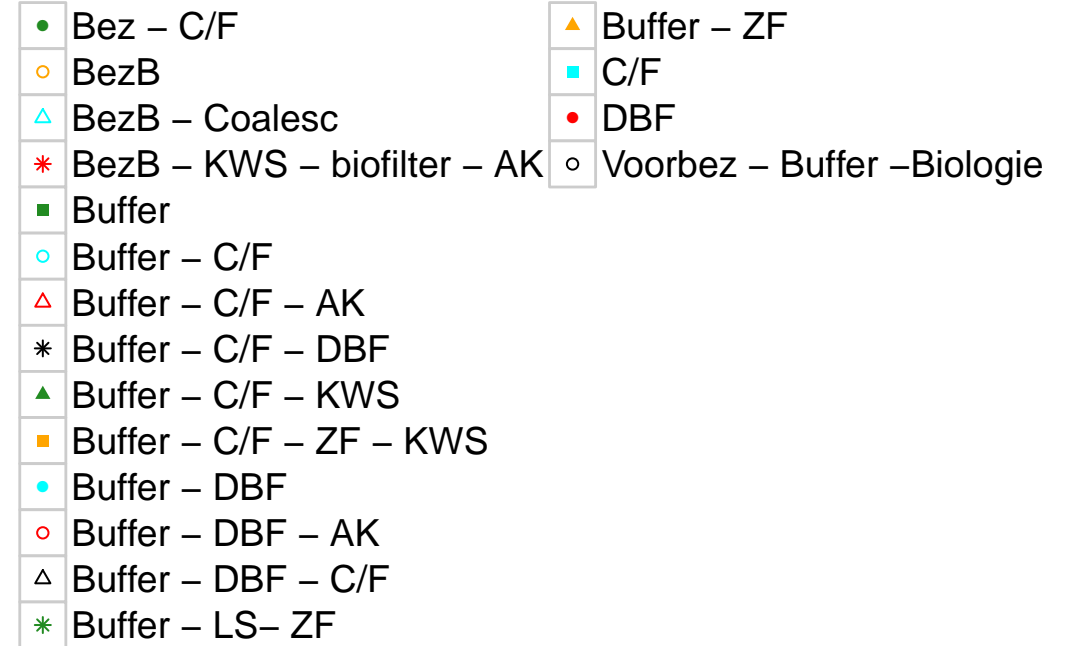 Bez – C/F
BezB
BezB – Coalesc
BezB – KWS – biofilter – AK
Buffer
Buffer – C/F
Buffer – C/F – AK
Buffer – C/F – DBF
Buffer – C/F – KWS
Buffer – C/F – ZF – KWS
Buffer – DBF
Buffer – DBF – AK
Buffer – DBF – C/F
Buffer – LS– ZF
Buffer – ZF
C/F
DBF
Voorbez – Buffer –Biologie